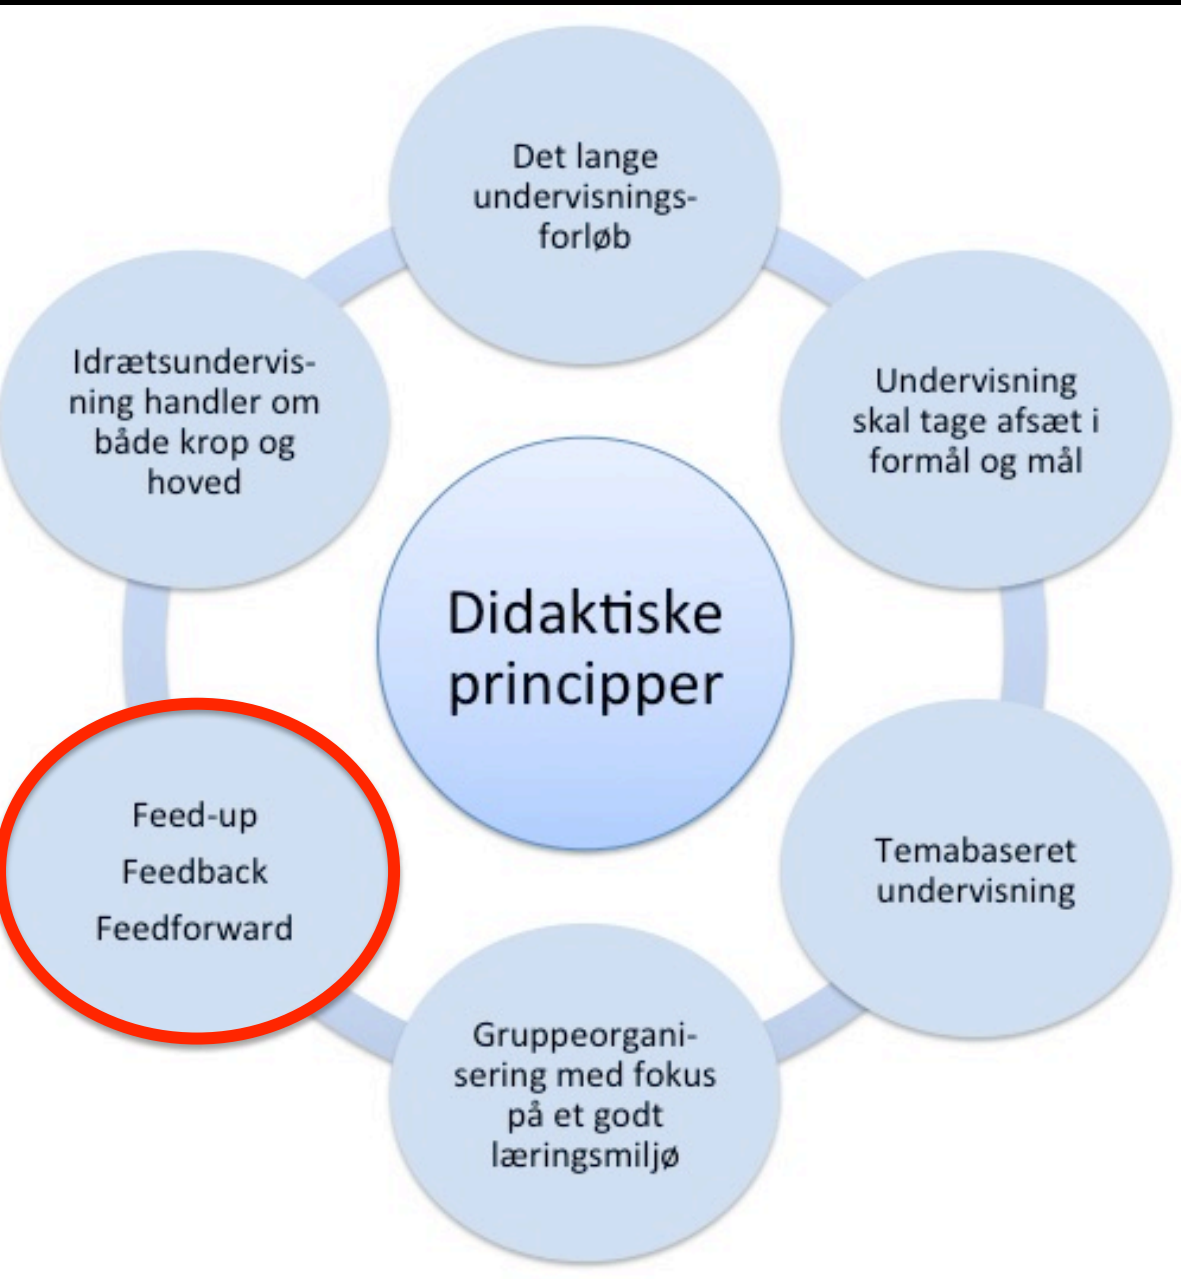 Det lange
undervisnings-
forløb
Undervisning
skal tage afsæt i
formål og mål
Temabaseret
undervisning
Gruppeorgani-
sering med fokus
på et godt
læringsmiljø
Feed-up
Feedback
Feedforward
Idrætsundervis-
ning handler om
både krop og
hoved
Didaktiske
principper